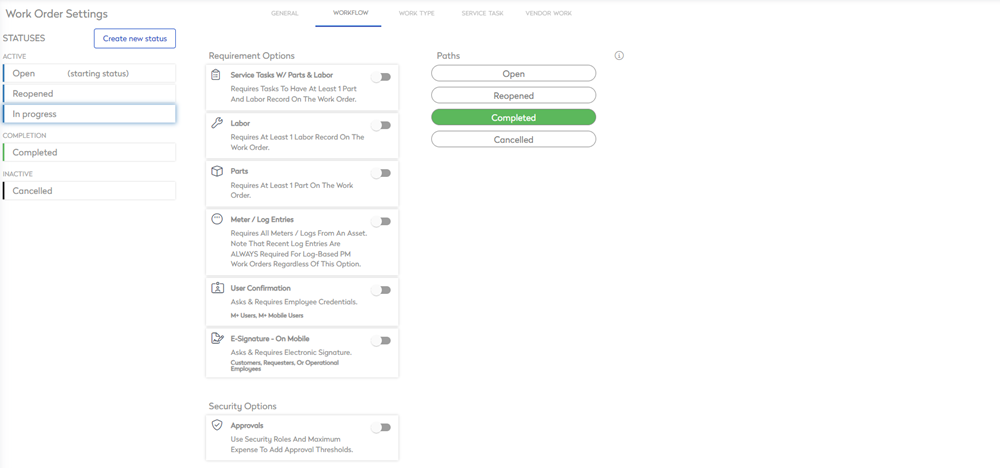 Work Order Settings
GENERAL
WORKFLOW
WORK TYPE
SERVICE TASK
VENDOR WORK
STATUSES
Create new status
ACTIVE
Open (starting status)
Reopened
In progress
COMPLETION
Completed
INACTIVE
Cancelled
Requirement Options
Service Tasks W/ Parts & Labor
Requires Tasks To Have At Least 1 Part
And Labor Record On The Work Order.
Labor
Requires At Least 1 Labor Record On The
Work Order.
Parts
Requires At Least 1 Part On The Work
Order.
Meter / Log Entries
Requires All Meters / Logs From An Asset.
Note That Recent Log Entries Are
ALWAYS Required For Log-Based PM
Work Orders Regardless Of This Option.
User Confirmation
Asks & Requires Employee Credentials.
M+ Users, M+ Mobile Users
E-Signature - On Mobile
Asks & Requires Electronic Signature.
Customers, Requesters, Or Operational
Employees
Security Options
Approvals
Use Security Roles And Maximum
Expense To Add Approval Thresholds.
Paths
Open
Reopened
Completed
Cancelled